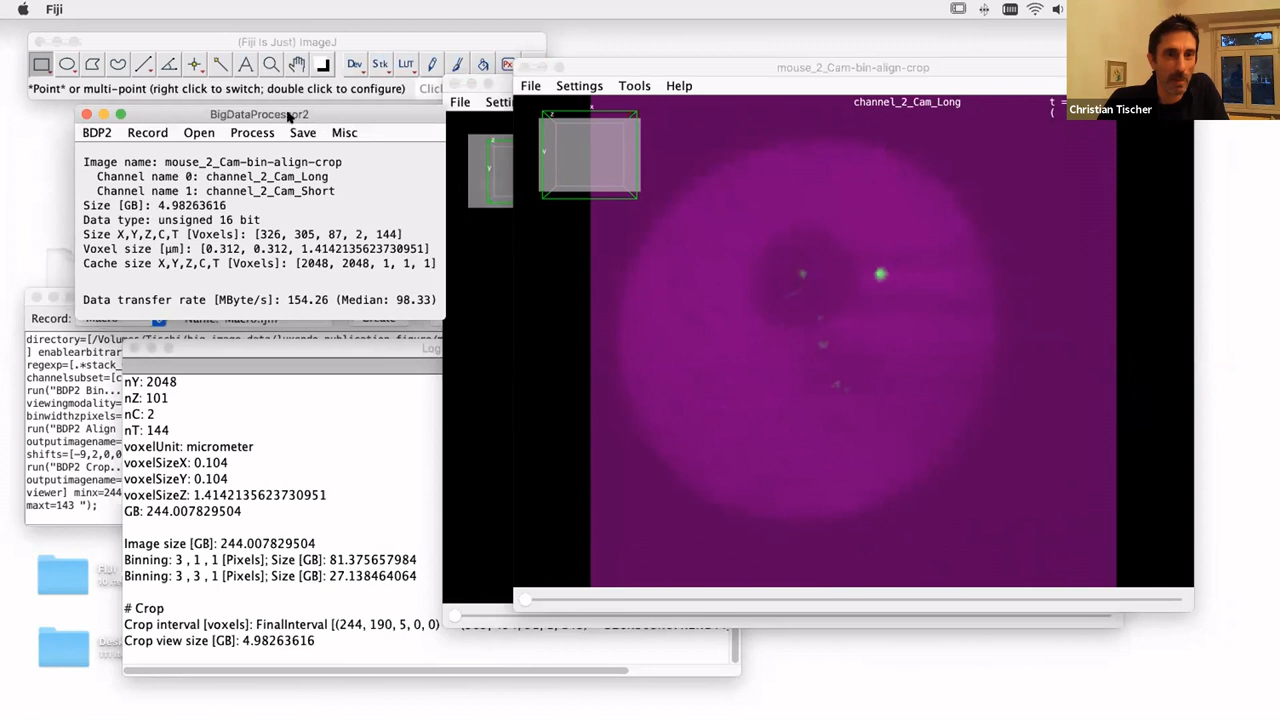 Fiji
(Fiji Is Just) ImageJ
Dev
Stk
LUT
*Point* or multi-point (right click to switch; double click to configure)
BigDataProcessor2
BDP2 Record Open Process Save Misc
Image name: mouse_2_Cam-bin-align-crop
Channel name 0: channel_2_Cam_Long
Channel name 1: channel_2_Cam_Short
Size [GB]: 4.98263616
Data type: unsigned 16 bit
Size X,Y,Z,C,T [Voxels]: [326, 305, 87, 2, 144]
Voxel size [µm]: [0.312, 0.312, 1.4142135623730951]
Cache size X,Y,Z,C,T [Voxels]: [2048, 2048, 1, 1, 1]
Data transfer rate [MByte/s]: 154.26 (Median: 98.33)
Record:
] enablearbitrar
regexp=[.*stack_
channelsubset=[c
run("BDP2 Bin...
viewingmodality=
binwidthzpixels=
run("BDP2 Align
outputimagename=
shifts=[-9,2,0,0
run("BDP2 Crop..
outputimagename=
viewer] minx=244
maxt=143 ");
Log
nY: 2048
nZ: 101
nC: 2
nT: 144
voxelUnit: micrometer
voxelSizeX: 0.104
voxelSizeY: 0.104
voxelSizeZ: 1.4142135623730951
GB: 244.007829504
Image size [GB]: 244.007829504
Binning: 3 , 1 , 1 [Pixels]; Size [GB]: 81.375657984
Binning: 3 , 3 , 1 [Pixels]; Size [GB]: 27.138464064
# Crop
Crop interval [voxels]: FinalInterval [(244, 190, 5, 0, 0)
Crop view size [GB]: 4.98263616
File
mouse_2_Cam-bin-align-crop
File Settings Tools Help
channel_2_Cam_Long
t =
x
z
y
z
y
Christian Tischer